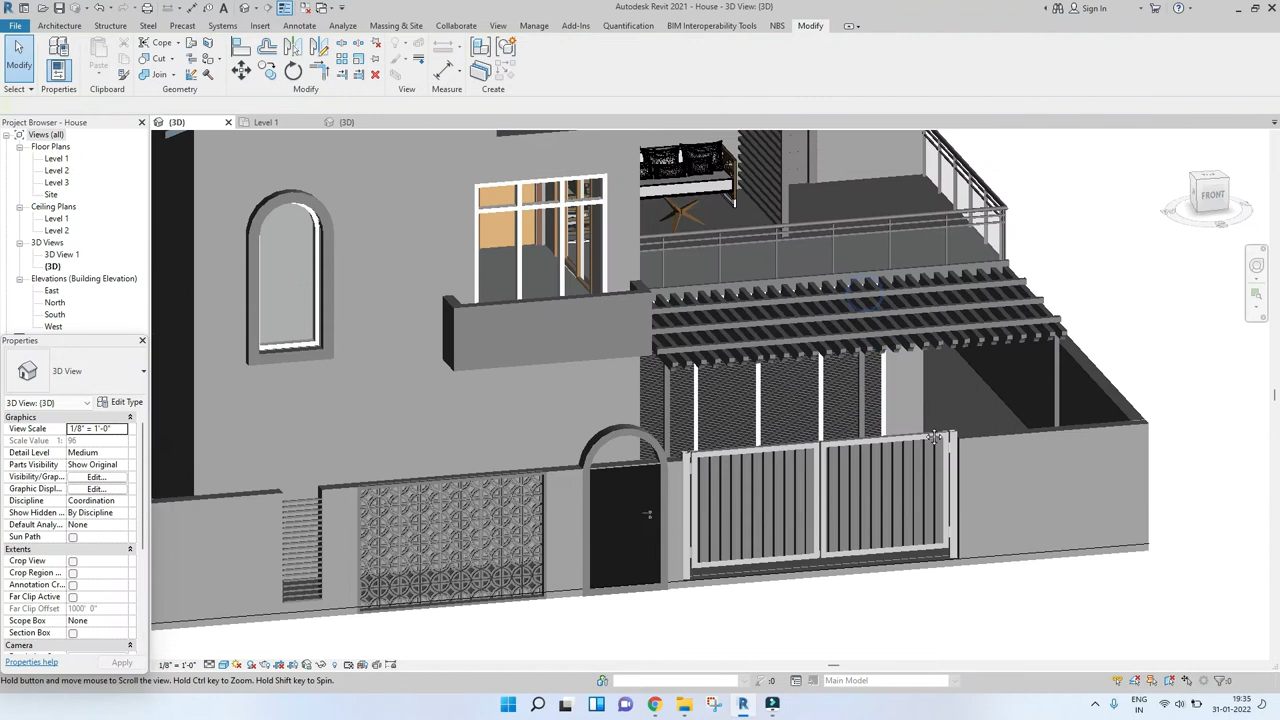 Autodesk Revit 2021 - House - 3D View: {3D}
Sign In
File Architecture Structure Steel Precast Systems Insert Annotate Analyze Massing & Site Collaborate View Manage Add-Ins Quantification BIM Interoperability Tools NBS Modify
Modify
Paste
Cope
Cut
Join
Select Properties Clipboard Geometry Modify View Measure Create
Project Browser - House
{3D}
Level 1
{3D}
Views (all)
Floor Plans
Level 1
Level 2
Level 3
Site
Ceiling Plans
Level 1
Level 2
3D Views
3D View 1
{3D}
Elevations (Building Elevation)
East
North
South
West
FRONT
Properties
3D View
3D View: {3D}
Edit Type
Graphics
View Scale 1/8" = 1'-0"
Scale Value 1: 96
Detail Level Medium
Parts Visibility Show Original
Visibility/Grap... Edit...
Graphic Displ... Edit...
Discipline Coordination
Show Hidden ... By Discipline
Default Analy... None
Sun Path
Extents
Crop View
Crop Region ...
Annotation Cr...
Far Clip Active
Far Clip Offset 1000' 0"
Scope Box None
Section Box
Camera
Properties help
Apply
1/8" = 1'-0"
Hold button and move mouse to Scroll the view. Hold Ctrl key to Zoom. Hold Shift key to Spin.
:0
Main Model
:0
ENG
IN
19:35
31-01-2022